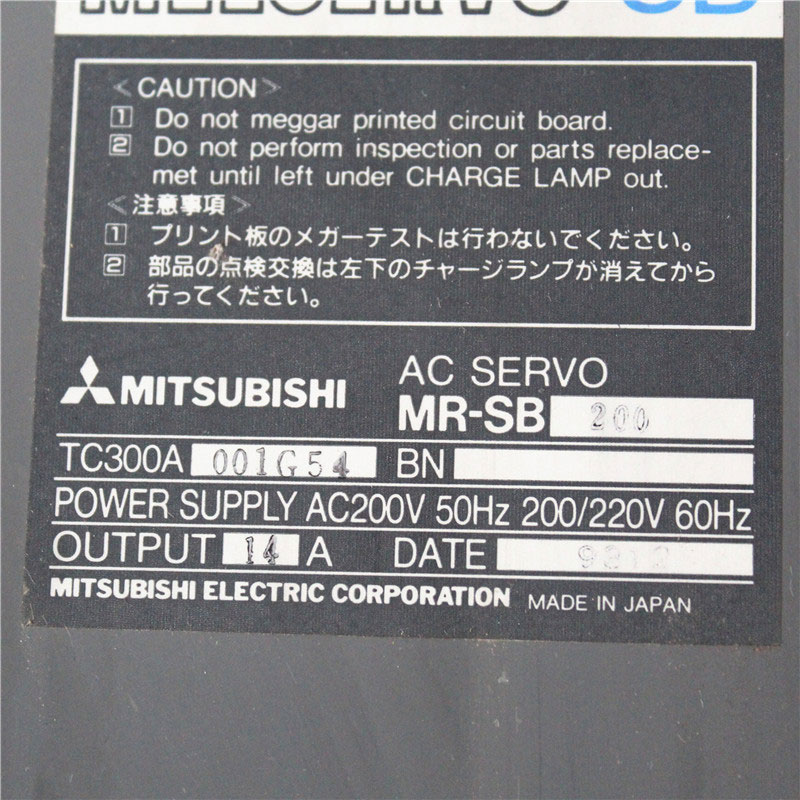 MELSERVO-SB
< CAUTION >
1 Do not meggar printed circuit board.
2 Do not perform inspection or parts replace-
met until left under CHARGE LAMP out.
< 注意事項 >
1 プリント板のメガーテストは行わないでください。
2 部品の点検交換は左下のチャージランプが消えてから
行ってください。
MITSUBISHI AC SERVO
MR-SB 200
TC300A 001G54 BN
POWER SUPPLY AC200V 50Hz 200/220V 60Hz
OUTPUT 14 A DATE
MITSUBISHI ELECTRIC CORPORATION MADE IN JAPAN